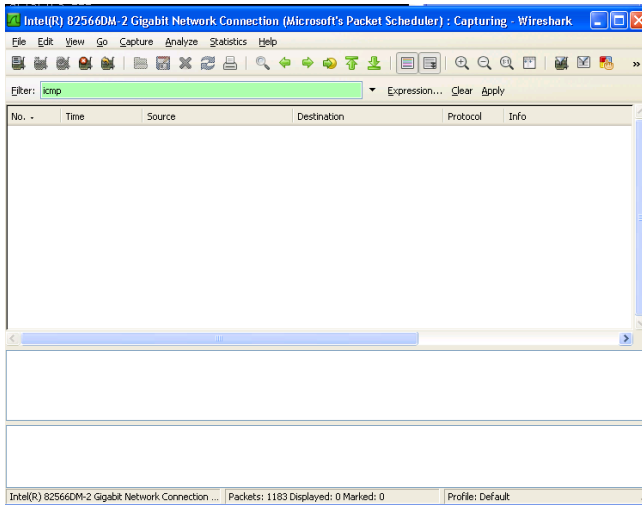 Intel(R) 82566DM-2 Gigabit Network Connection (Microsoft's Packet Scheduler) : Capturing - Wireshark
File Edit View Go Capture Analyze Statistics Help
Filter: icmp Expression... Clear Apply
No. - Time Source Destination Protocol Info
Intel(R) 82566DM-2 Gigabit Network Connection ... Packets: 1183 Displayed: 0 Marked: 0 Profile: Default